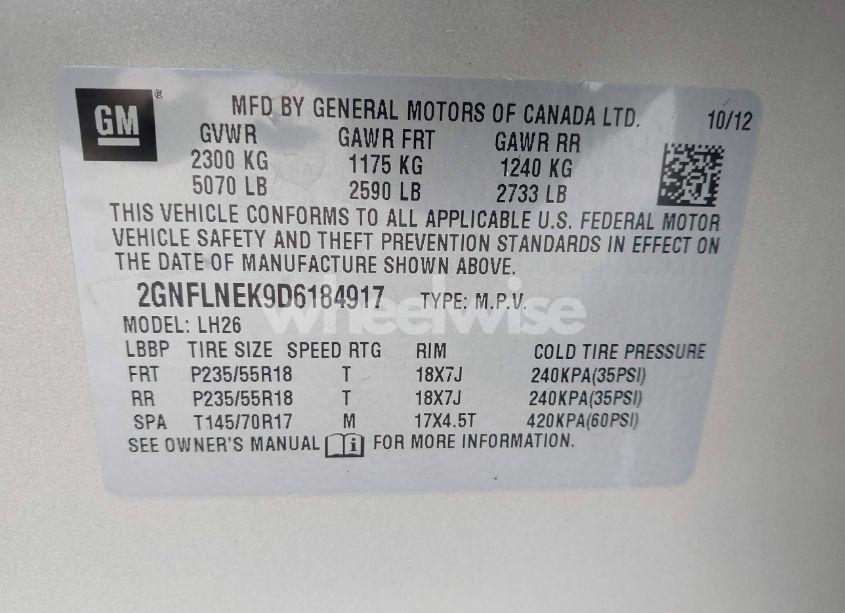 GM®
MFD BY GENERAL MOTORS OF CANADA LTD. 10/12
GVWR GAWR FRT GAWR RR
2300 KG 1175 KG 1240 KG
5070 LB 2590 LB 2733 LB
THIS VEHICLE CONFORMS TO ALL APPLICABLE U.S. FEDERAL MOTOR
VEHICLE SAFETY AND THEFT PREVENTION STANDARDS IN EFFECT ON
THE DATE OF MANUFACTURE SHOWN ABOVE.
2GNFLNEK9D6184917 TYPE: M.P.V.
wheelwise
MODEL: LH26
LBBP TIRE SIZE SPEED RTG RIM COLD TIRE PRESSURE
FRT P235/55R18 T 18X7J 240KPA(35PSI)
RR P235/55R18 T 18X7J 240KPA(35PSI)
SPA T145/70R17 M 17X4.5T 420KPA(60PSI)
SEE OWNER'S MANUAL i FOR MORE INFORMATION.